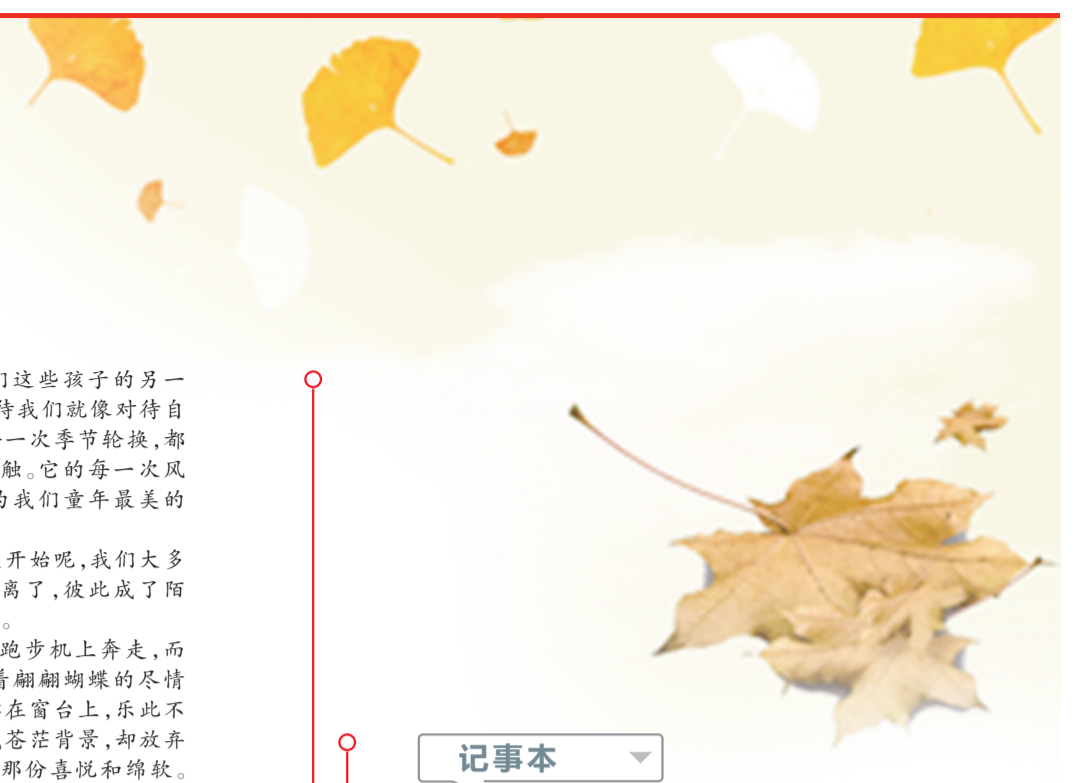 这些孩子的另一
待我们就像对待自
一次季节轮换,都
触。它的每一次风
我们童年最美的
开始呢,我们大多
离了,彼此成了陌
。
跑步机上奔走,而
着翩翩蝴蝶的尽情
在窗台上,乐此不
苍茫背景,却放弃
那份喜悦和绵软。
记事本